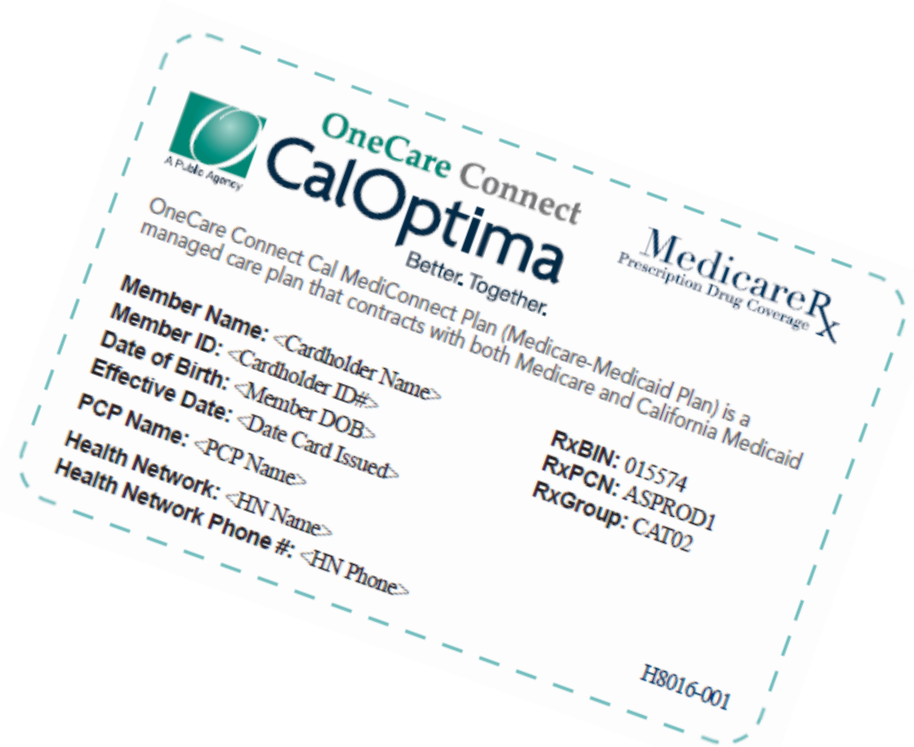 OneCare Connect
CalOptima
A Public Agency
Better. Together.
MedicareRx
Prescription Drug Coverage
OneCare Connect Cal MediConnect Plan (Medicare-Medicaid Plan) is a
managed care plan that contracts with both Medicare and California Medicaid
Member Name: <Cardholder Name>
Member ID: <Cardholder ID#>
Date of Birth: <Member DOB>
Effective Date: <Date Card Issued>
PCP Name: <PCP Name>
Health Network: <HN Name>
Health Network Phone #: <HN Phone>
RxBIN: 015574
RxPCN: ASPROD1
RxGroup: CAT02
H8016-001